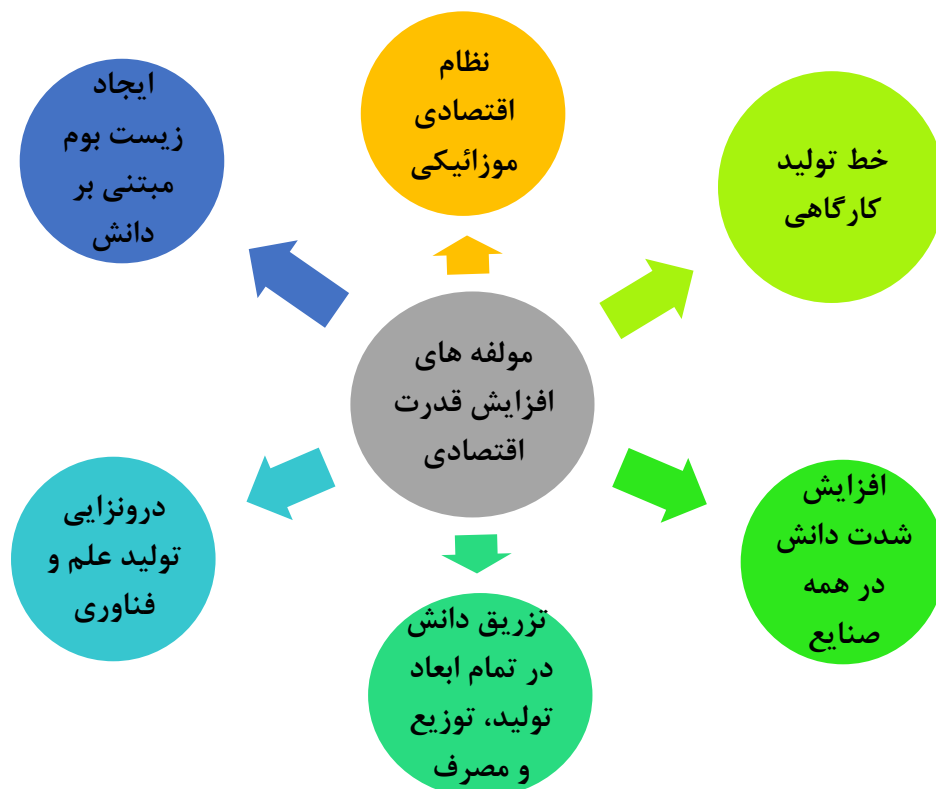 نظام
اقتصادی
موزائیکی
خط تولید
کارگاهی
افزایش
شدت دانش
در همه
صنایع
تزریق دانش
در تمام ابعاد
تولید، توزیع
و مصرف
درونزایی
تولید علم و
فناوری
ایجاد
زیست بوم
مبتنی بر
دانش
مولفه های
افزایش قدرت
اقتصادی